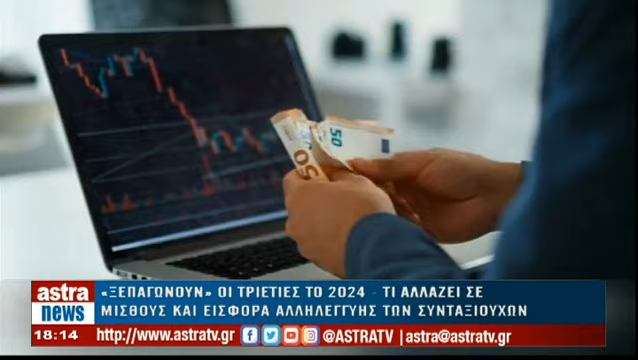 50
50
astra
news
«ΞΕΠΑΓΩΝΟΥΝ» ΟΙ ΤΡΙΕΤΙΕΣ ΤΟ 2024 - ΤΙ ΑΛΛΑΖΕΙ ΣΕ
ΜΙΣΘΟΥΣ ΚΑΙ ΕΙΣΦΟΡΑ ΑΛΛΗΛΕΓΓΥΗΣ ΤΩΝ ΣΥΝΤΑΞΙΟΥΧΩΝ
18:14 http://www.astratv.gr @ASTRATV | astra@astratv.gr